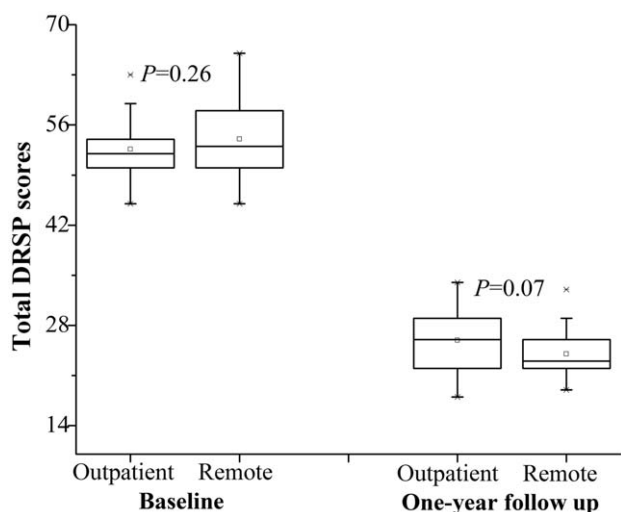 Total DRSP scores
70
56
42
28
14
P=0.26
P=0.07
Outpatient Remote Outpatient Remote
Baseline One-year follow up